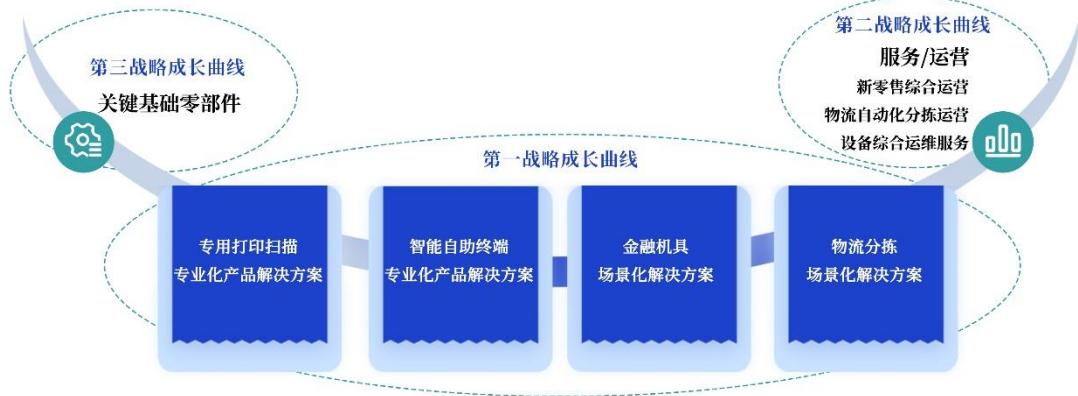 第三战略成长曲线
关键基础零部件
第二战略成长曲线
服务/运营
新零售综合运营
物流自动化分拣运营
设备综合运维服务
第一战略成长曲线
专用打印扫描
专业化产品解决方案
智能自助终端
专业化产品解决方案
金融机具
场景化解决方案
物流分拣
场景化解决方案